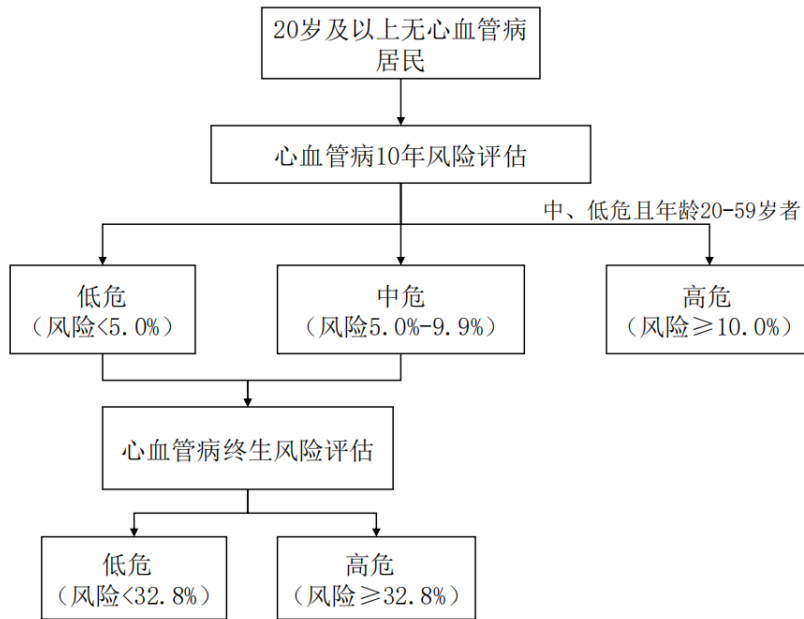 20岁及以上无心血管病
居民
心血管病10年风险评估
中、低危且年龄20-59岁者
低危
（风险<5.0%）
中危
（风险5.0%-9.9%）
高危
（风险≥10.0%）
心血管病终生风险评估
低危
（风险<32.8%）
高危
（风险≥32.8%）